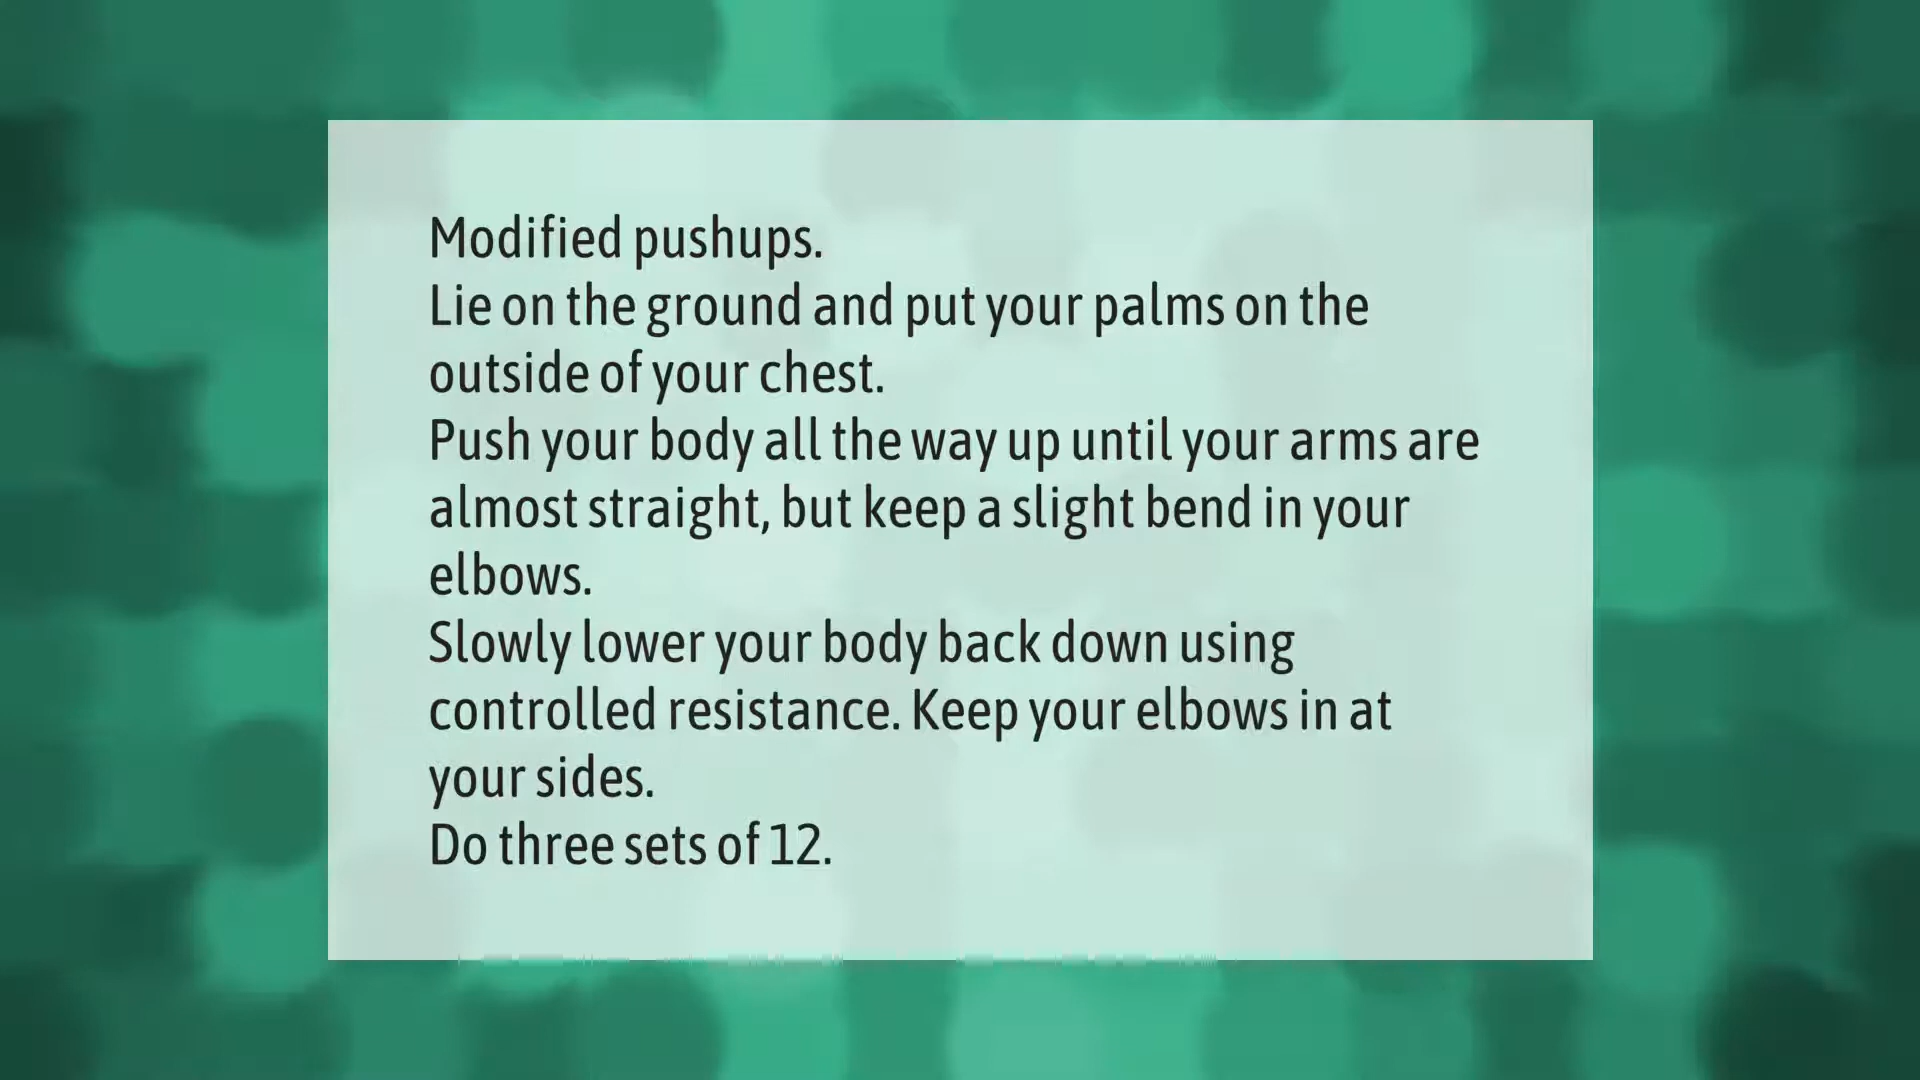 Modified pushups.
Lie on the ground and put your palms on the
outside of your chest.
Push your body all the way up until your arms are
almost straight, but keep a slight bend in your
elbows.
Slowly lower your body back down using
controlled resistance. Keep your elbows in at
your sides.
Do three sets of 12.